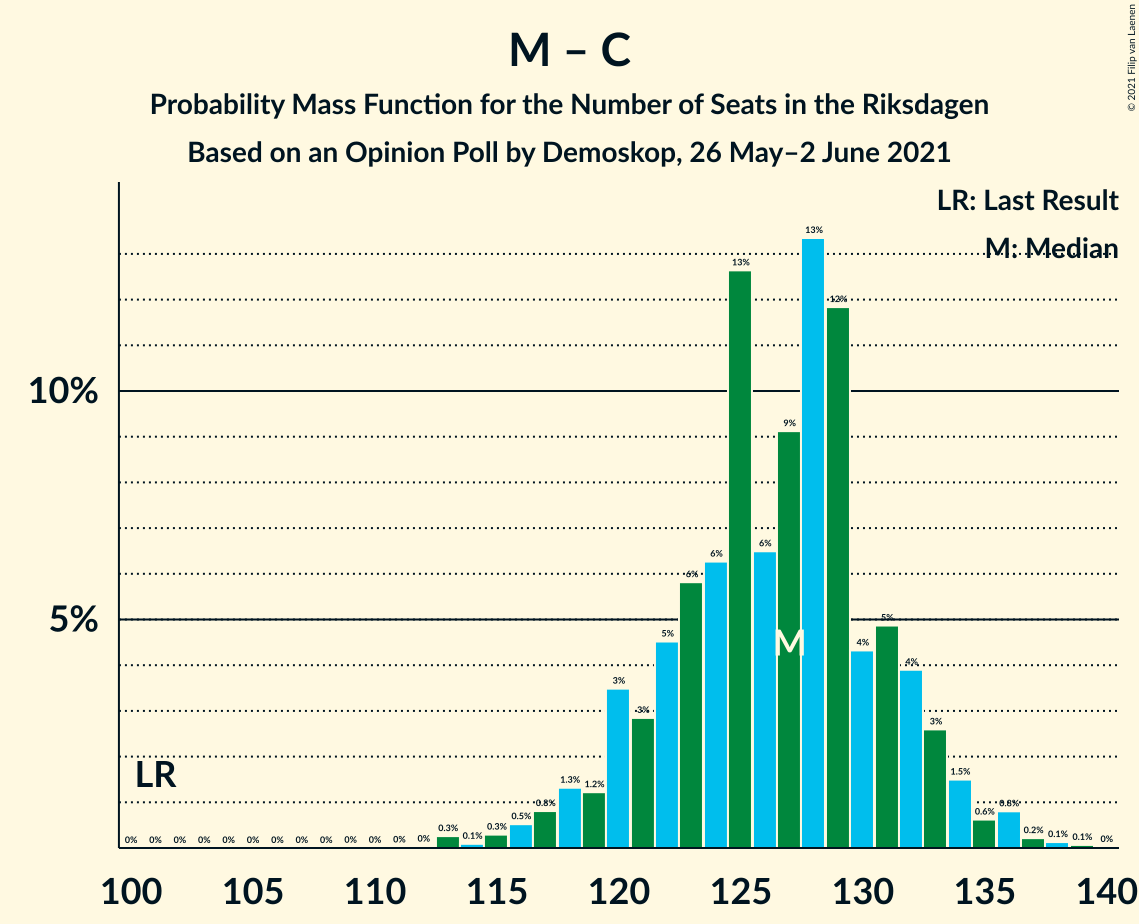 © 2021 Filip van Laenen
M – C
Probability Mass Function for the Number of Seats in the Riksdagen
Based on an Opinion Poll by Demoskop, 26 May–2 June 2021
LR: Last Result
M: Median
10%
5%
LR
M
0% 0% 0% 0% 0% 0% 0% 0% 0% 0% 0% 0% 0% 0.3% 0.1% 0.3% 0.5% 0.8% 1.3% 1.2% 3% 3% 5% 6% 6% 13% 6% 9% 13% 12% 4% 5% 4% 3% 1.5% 0.6% 0.8% 0.2% 0.1% 0.1% 0%
100 105 110 115 120 125 130 135 140